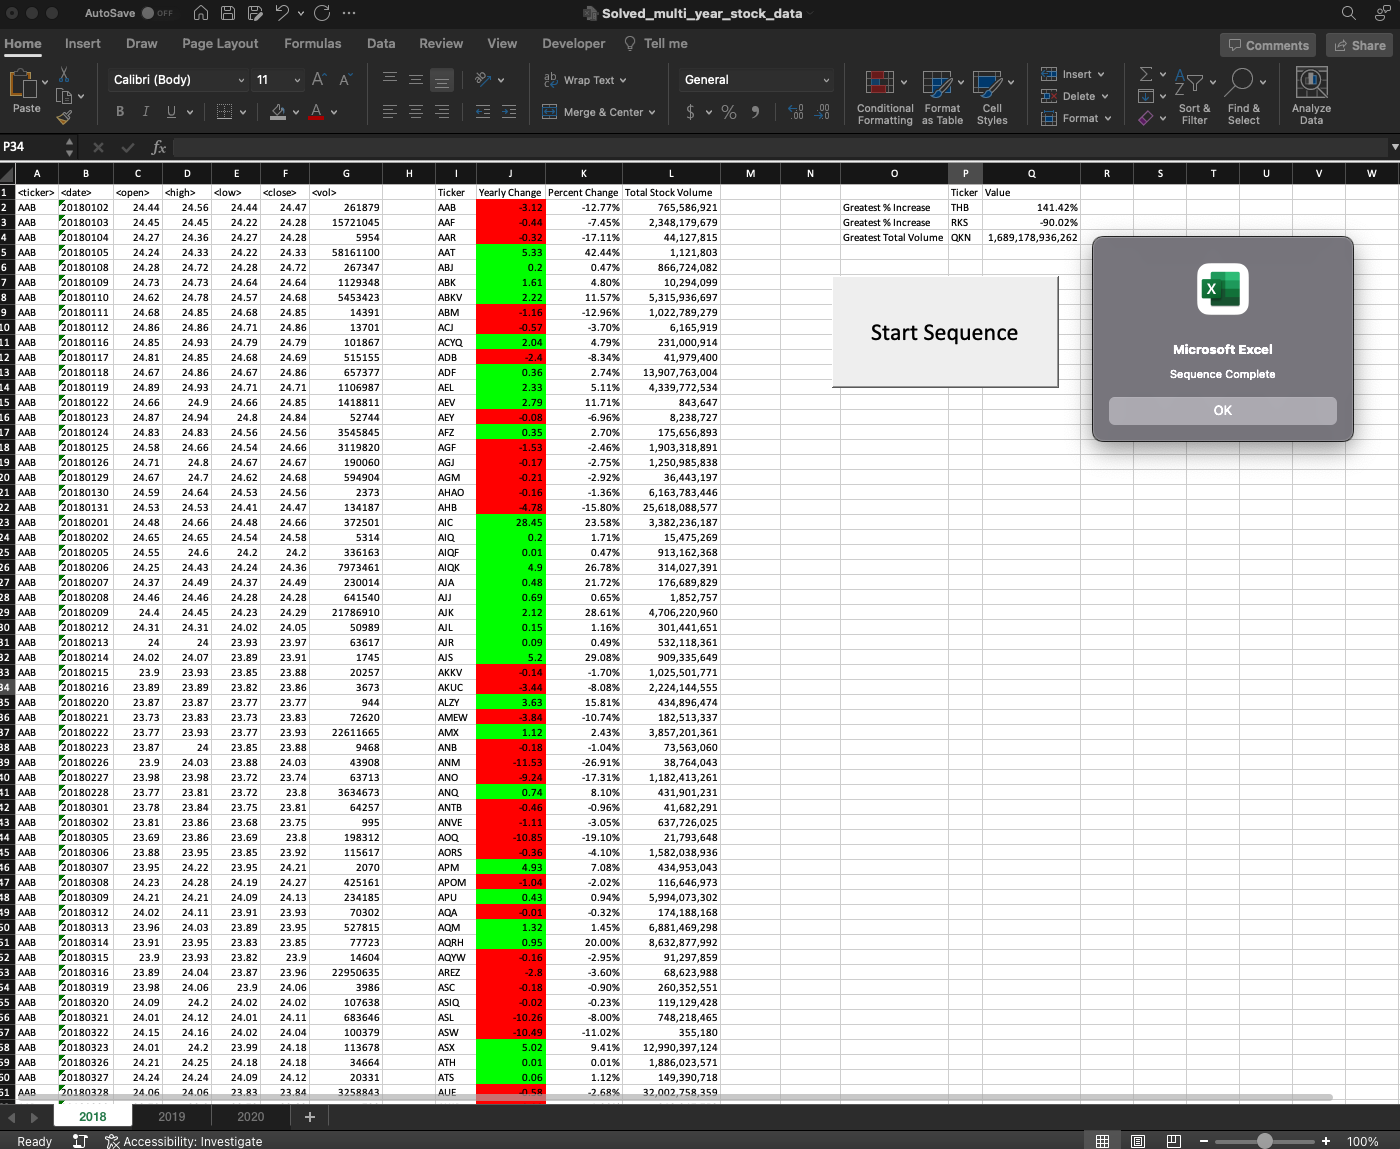 AutoSave OFF Solved_multi_year_stock_data
Home Insert Draw Page Layout Formulas Data Review View Developer Tell me Comments Share
Paste Calibri (Body) 11 Wrap Text General Conditional Formatting Format as Table Cell Styles Insert Sort & Filter Find & Select Analyze Data
B I U A Merge & Center $ % Delete
Format
P34 fx
A B C D E F G H I J K L M N O P Q R S T U V W
1 <ticker> <date> <open> <high> <low> <close> <vol> Ticker Yearly Change Percent Change Total Stock Volume Ticker Value
2 AAB 20180102 24.44 24.56 24.44 24.47 261879 AAB -3.12 -12.77% 765,586,921 Greatest % Increase THB 141.42%
3 AAB 20180103 24.45 24.45 24.22 24.28 15721045 AAF -0.44 -7.45% 2,348,179,679 Greatest % Increase RKS -90.02%
4 AAB 20180104 24.27 24.36 24.27 24.28 5954 AAR -0.32 -17.11% 44,127,815 Greatest Total Volume QKN 1,689,178,936,262
5 AAB 20180105 24.24 24.33 24.22 24.33 58161100 AAT 5.33 42.44% 1,121,803
6 AAB 20180108 24.28 24.72 24.28 24.72 267347 ABJ 0.2 0.47% 866,724,082
7 AAB 20180109 24.73 24.73 24.64 24.64 1129348 ABK 1.61 4.80% 10,294,099
8 AAB 20180110 24.62 24.78 24.57 24.68 5453423 ABKV 2.22 11.57% 5,315,936,697
9 AAB 20180111 24.68 24.85 24.68 24.85 14391 ABM -1.16 -12.96% 1,022,789,279
10 AAB 20180112 24.86 24.86 24.71 24.86 13701 ACJ -0.57 -3.70% 6,165,919
11 AAB 20180116 24.85 24.93 24.79 24.79 101867 ACYQ 2.04 4.79% 231,000,914
12 AAB 20180117 24.81 24.85 24.68 24.69 515155 ADB -2.4 -8.34% 41,979,400
13 AAB 20180118 24.67 24.74 24.67 24.86 657377 ADF 0.36 2.74% 13,907,763,004
14 AAB 20180119 24.89 24.93 24.71 24.71 1106987 AEL 2.33 5.11% 4,339,772,534
15 AAB 20180122 24.66 24.9 24.66 24.85 1418811 AEV 2.79 11.71% 843,647
16 AAB 20180123 24.87 24.94 24.8 24.84 52744 AEY -0.08 -6.96% 8,238,727
17 AAB 20180124 24.83 24.83 24.56 24.56 3545845 AFZ 0.35 2.70% 175,656,893
18 AAB 20180125 24.58 24.66 24.54 24.66 3119820 AGF -1.53 -2.46% 1,903,318,891
19 AAB 20180126 24.71 24.8 24.67 24.67 190060 AGJ -0.17 -2.75% 1,250,985,838
20 AAB 20180129 24.67 24.7 24.62 24.68 594904 AGM -0.21 -2.92% 36,443,197
21 AAB 20180130 24.59 24.64 24.53 24.56 2373 AHAO -0.16 -1.36% 6,163,783,446
22 AAB 20180131 24.53 24.53 24.41 24.47 134187 AHB -4.78 -15.80% 25,618,088,577
23 AAB 20180201 24.48 24.66 24.48 24.66 372501 AIC 28.45 23.58% 3,382,236,187
24 AAB 20180202 24.65 24.65 24.54 24.58 5314 AIQ 0.2 1.71% 15,475,269
25 AAB 20180205 24.55 24.6 24.2 24.2 336163 AIQF 0.01 0.47% 913,162,368
26 AAB 20180206 24.25 24.43 24.24 24.36 7973461 AIQK 4.9 26.78% 314,027,391
27 AAB 20180207 24.37 24.49 24.37 24.49 230014 AJA 0.48 21.72% 176,689,829
28 AAB 20180208 24.46 24.46 24.28 24.28 641540 AJJ 0.69 0.65% 1,852,757
29 AAB 20180209 24.4 24.45 24.23 24.29 21786910 AJK 2.12 28.61% 4,706,220,960
30 AAB 20180212 24.31 24.31 24.02 24.05 50989 AJL 0.15 1.16% 301,441,651
31 AAB 20180213 24 24 23.93 23.97 63617 AJR 0.09 0.49% 532,118,361
32 AAB 20180214 24.02 24.07 23.89 23.91 1745 AJS 5.2 29.08% 909,335,649
33 AAB 20180215 23.9 23.93 23.85 23.88 20257 AKKV -0.14 -1.70% 1,025,501,771
34 AAB 20180216 23.89 23.89 23.82 23.86 3673 AKUC -3.44 -8.08% 2,224,144,555
35 AAB 20180220 23.87 23.87 23.77 23.77 944 ALZY 3.63 15.81% 434,896,474
36 AAB 20180221 23.73 23.83 23.73 23.83 72620 AMEW -3.84 -10.74% 182,513,337
37 AAB 20180222 23.77 23.93 23.77 23.93 22611665 AMX 1.12 2.43% 3,857,201,361
38 AAB 20180223 23.87 24 23.85 23.88 9468 ANB -0.18 -1.04% 73,563,060
39 AAB 20180226 23.9 24.03 23.88 24.03 43908 ANM -11.53 -26.91% 38,764,043
40 AAB 20180227 23.98 23.98 23.72 23.74 63713 ANO -9.24 -17.31% 1,182,413,261
41 AAB 20180228 23.77 23.81 23.72 23.8 3634673 ANQ 0.74 8.10% 431,901,231
42 AAB 20180301 23.78 23.84 23.75 23.81 64257 ANTB -0.46 -0.96% 41,682,291
43 AAB 20180302 23.81 23.86 23.68 23.75 995 ANVE -1.11 -3.05% 637,726,025
44 AAB 20180305 23.69 23.86 23.69 23.8 198312 AOQ -10.85 -19.10% 21,793,648
45 AAB 20180306 23.88 23.95 23.85 23.92 115617 AORS -0.36 -4.10% 1,582,038,936
46 AAB 20180307 23.95 24.22 23.95 24.21 2070 APM 4.93 7.08% 434,953,043
47 AAB 20180308 24.23 24.28 24.19 24.27 425161 APOM -1.04 -2.02% 116,646,973
48 AAB 20180309 24.21 24.21 24.09 24.13 234185 APU 0.43 0.94% 5,994,073,302
49 AAB 20180312 24.02 24.11 23.91 23.93 70302 AQA -0.01 -0.32% 174,188,168
50 AAB 20180313 23.96 24.03 23.89 23.95 527815 AQM 1.32 1.45% 6,881,469,298
51 AAB 20180314 23.91 23.95 23.83 23.85 77723 AQRH 0.95 20.00% 8,632,877,992
52 AAB 20180315 23.9 23.93 23.82 23.9 14604 AQYW -0.16 -2.95% 91,297,859
53 AAB 20180316 23.89 24.04 23.87 23.96 22950635 AREZ -2.8 -3.60% 68,623,988
54 AAB 20180319 23.98 24.06 23.9 24.06 3986 ASC -0.18 -0.90% 260,352,551
55 AAB 20180320 24.09 24.2 24.02 24.02 107638 ASIQ -0.02 -0.23% 119,129,428
56 AAB 20180321 24.01 24.12 24.01 24.11 683646 ASL -10.26 -8.00% 748,218,465
57 AAB 20180322 24.15 24.16 24.02 24.04 100379 ASW -10.49 -11.02% 355,180
58 AAB 20180323 24.01 24.2 23.99 24.18 113678 ASX 5.02 9.41% 12,990,397,124
59 AAB 20180326 24.21 24.25 24.18 24.18 34664 ATH 0.01 0.01% 1,886,023,571
60 AAB 20180327 24.24 24.24 24.09 24.12 20331 ATS 0.06 1.12% 149,390,718
61 AAB 20180328 24.06 24.06 23.83 23.84 3258843 AUE -0.56 -2.68% 32,002,758,359
Start Sequence
Microsoft Excel
Sequence Complete
OK
2018 2019 2020 +
Ready Accessibility: Investigate 100%